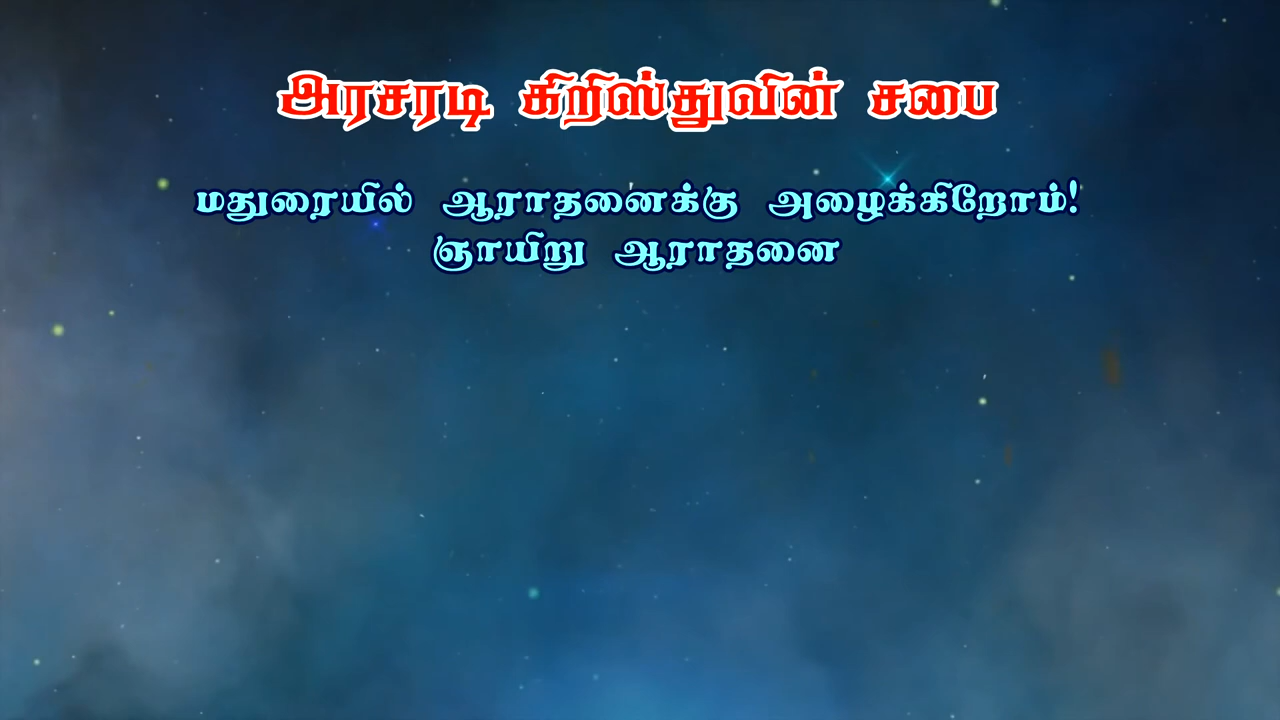 அரசரடி கிறிஸ்துவின் சபை
மதுரையில் ஆராதனைக்கு அழைக்கிறோம்!
ஞாயிறு ஆராதனை